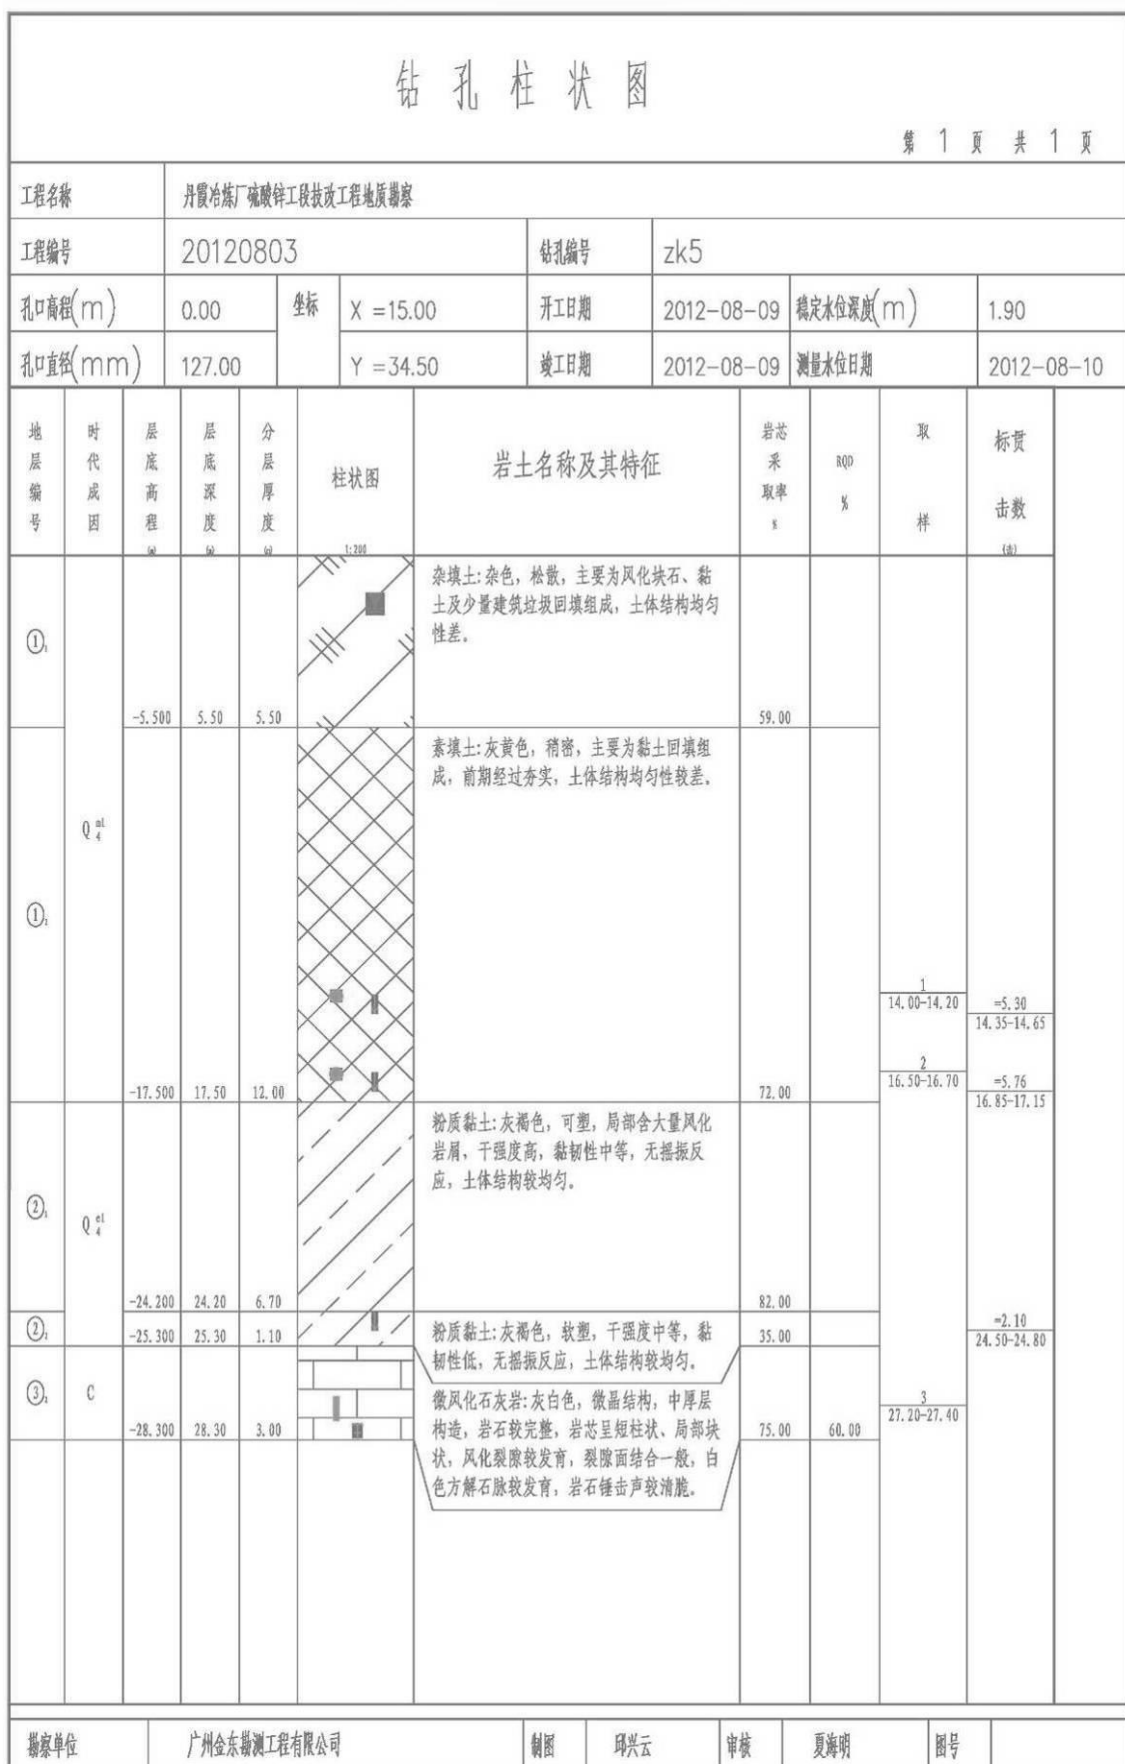 钻孔柱状图
第 1 页 共 1 页
工程名称 丹霞冶炼厂硫酸锌工段技改工程地质勘察
工程编号 20120803 钻孔编号 zk5
孔口高程(m) 0.00 坐标 X =15.00 开工日期 2012-08-09 稳定水位深度(m) 1.90
孔口直径(mm) 127.00 Y =34.50 竣工日期 2012-08-09 测量水位日期 2012-08-10
地层编号 时代成因 层底高程(m) 层底深度(m) 分层厚度(m) 柱状图 1:200 岩土名称及其特征 岩芯采取率% RQD % 取样 标贯击数(击)
杂填土:杂色，松散，主要为风化块石、黏
土及少量建筑垃圾回填组成，土体结构均匀
性差。
①₁
-5.500 5.50 5.50 59.00
素填土:灰黄色，稍密，主要为黏土回填组
成，前期经过夯实，土体结构均匀性较差。
Q ml 4
①₂
1
14.00-14.20 =5.30
14.35-14.65
2
16.50-16.70 =5.76
-17.500 17.50 12.00 72.00 16.85-17.15
粉质黏土:灰褐色，可塑，局部含大量风化
岩屑，干强度高，黏韧性中等，无摇振反
应，土体结构较均匀。
②₁
Q el 4
-24.200 24.20 6.70 82.00
=2.10
②₂ -25.300 25.30 1.10 粉质黏土:灰褐色，软塑，干强度中等，黏 35.00 24.50-24.80
韧性低，无摇振反应，土体结构较均匀。
③₂ C 微风化石灰岩:灰白色，微晶结构，中厚层 3
构造，岩石较完整，岩芯呈短柱状、局部块 27.20-27.40
-28.300 28.30 3.00 75.00 60.00
状，风化裂隙较发育，裂隙面结合一般，白
色方解石脉较发育，岩石锤击声较清脆。
勘察单位 广州金东勘测工程有限公司 制图 邱兴云 审核 夏海明 图号